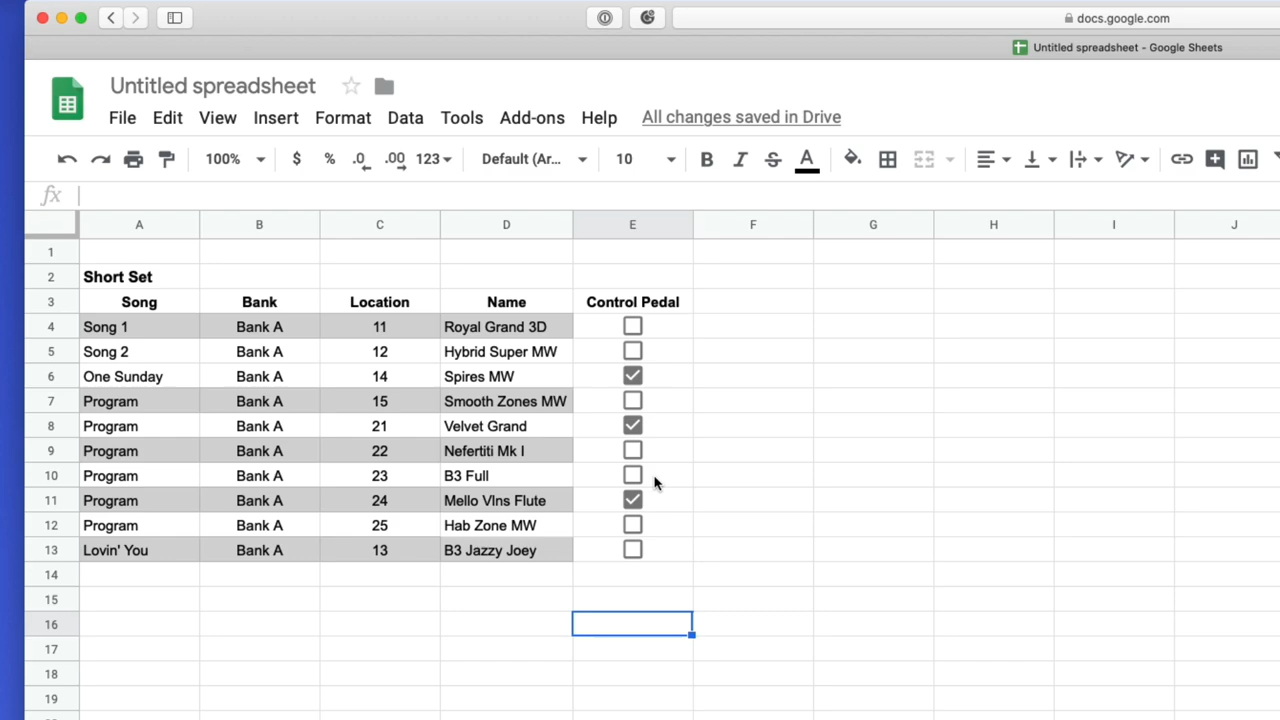 docs.google.com
Untitled spreadsheet - Google Sheets
Untitled spreadsheet
File Edit View Insert Format Data Tools Add-ons Help All changes saved in Drive
100% $ % .0 .00 123 Default (Ar... 10 B I S A
fx
A B C D E F G H I J
1
2 Short Set
3 Song Bank Location Name Control Pedal
4 Song 1 Bank A 11 Royal Grand 3D
5 Song 2 Bank A 12 Hybrid Super MW
6 One Sunday Bank A 14 Spires MW
7 Program Bank A 15 Smooth Zones MW
8 Program Bank A 21 Velvet Grand
9 Program Bank A 22 Nefertiti Mk I
10 Program Bank A 23 B3 Full
11 Program Bank A 24 Mello Vlns Flute
12 Program Bank A 25 Hab Zone MW
13 Lovin' You Bank A 13 B3 Jazzy Joey
14
15
16
17
18
19